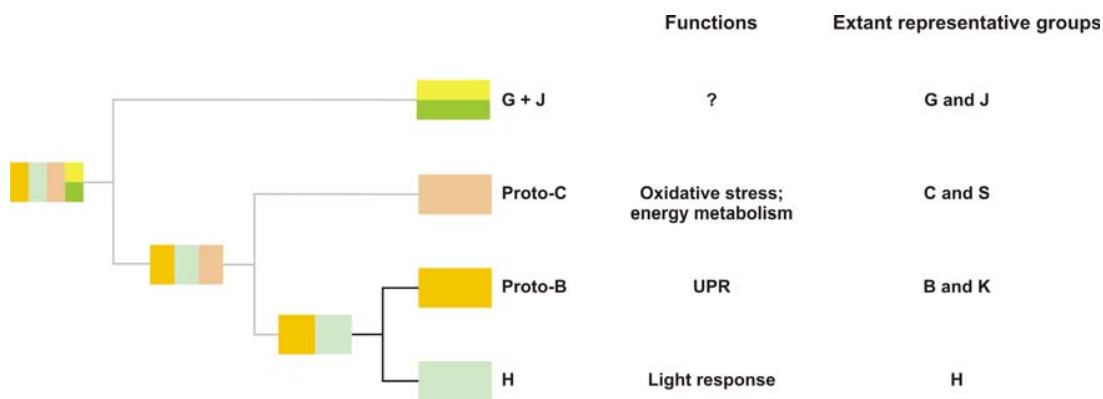 Functions Extant representative groups
G + J ? G and J
Proto-C Oxidative stress; C and S
energy metabolism
Proto-B UPR B and K
H Light response H